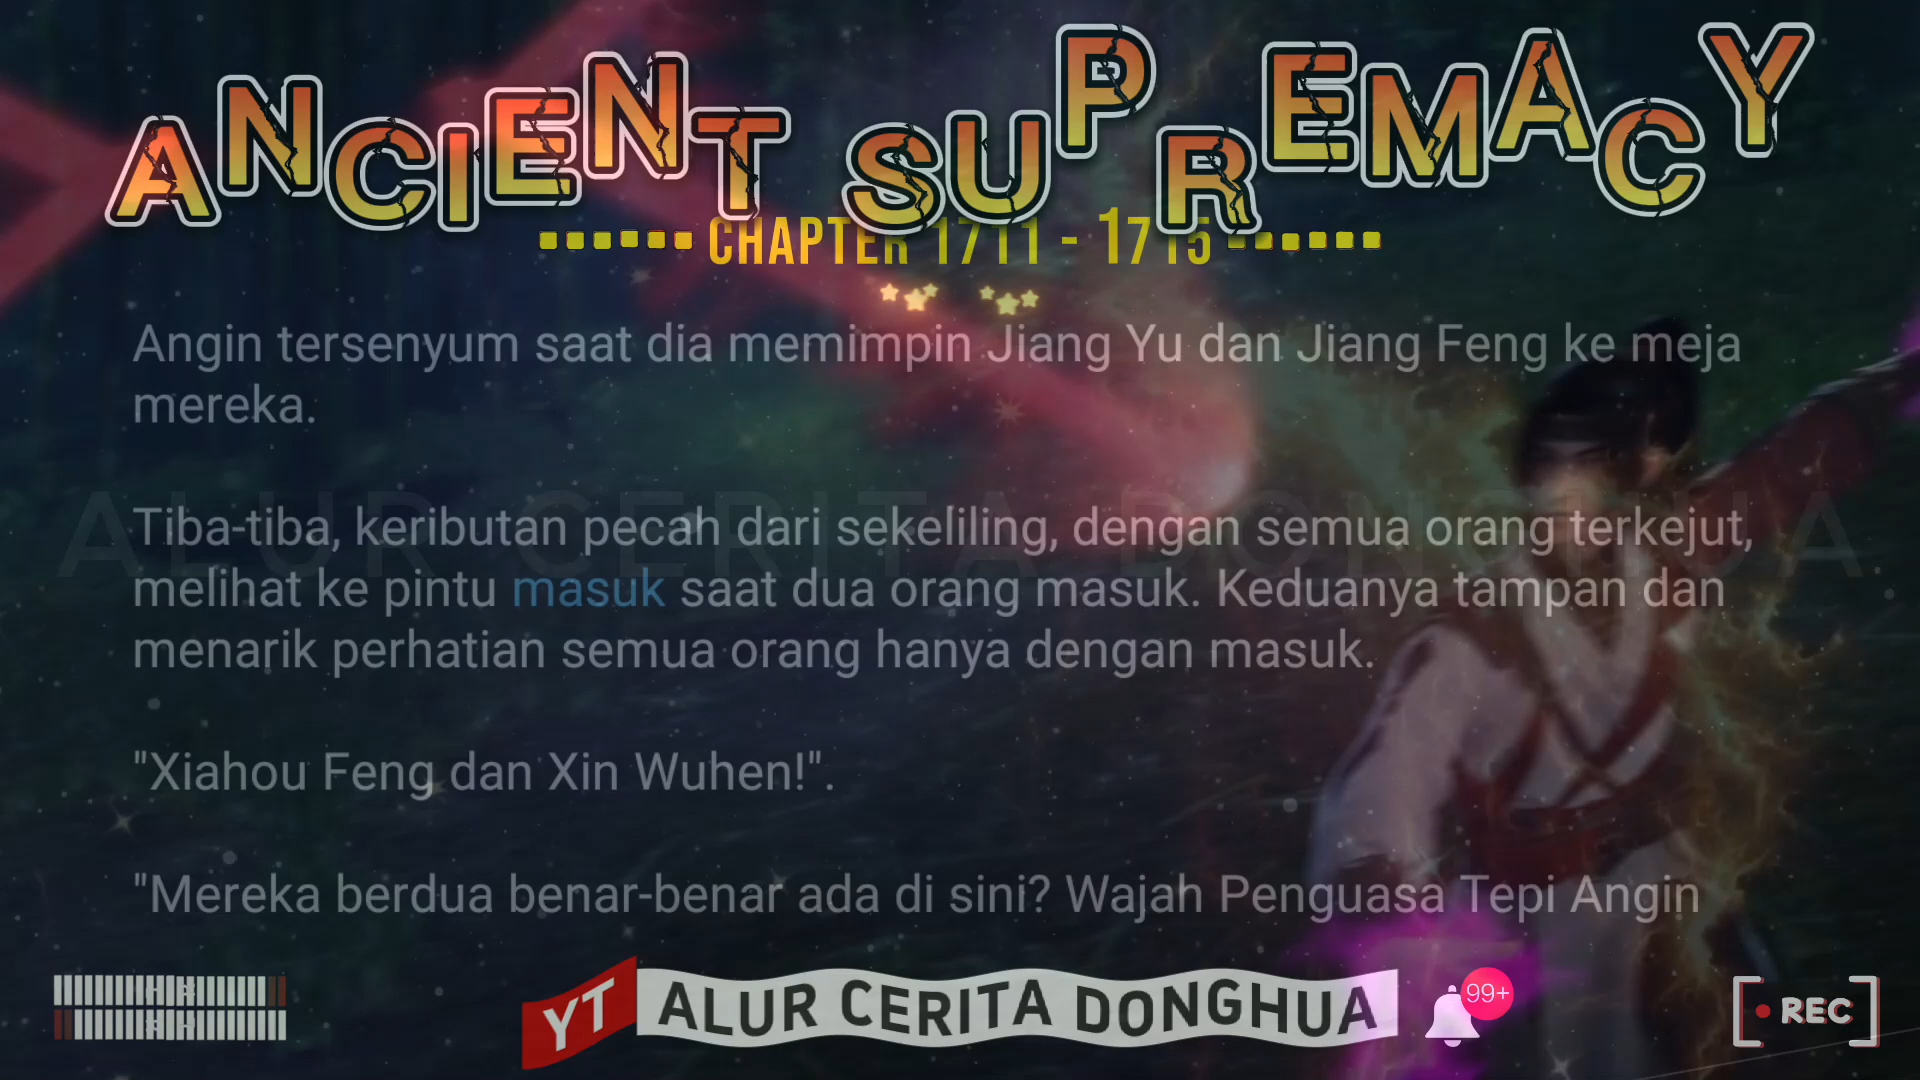 ANCIENT SUPREMACY
CHAPTER 1711 - 1715
Angin tersenyum saat dia memimpin Jiang Yu dan Jiang Feng ke meja
mereka.
ALUR CERITA DONGHUA
Tiba-tiba, keributan pecah dari sekeliling, dengan semua orang terkejut,
melihat ke pintu masuk saat dua orang masuk. Keduanya tampan dan
menarik perhatian semua orang hanya dengan masuk.
"Xiahou Feng dan Xin Wuhen!".
"Mereka berdua benar-benar ada di sini? Wajah Penguasa Tepi Angin
YT ALUR CERITA DONGHUA
99+
REC